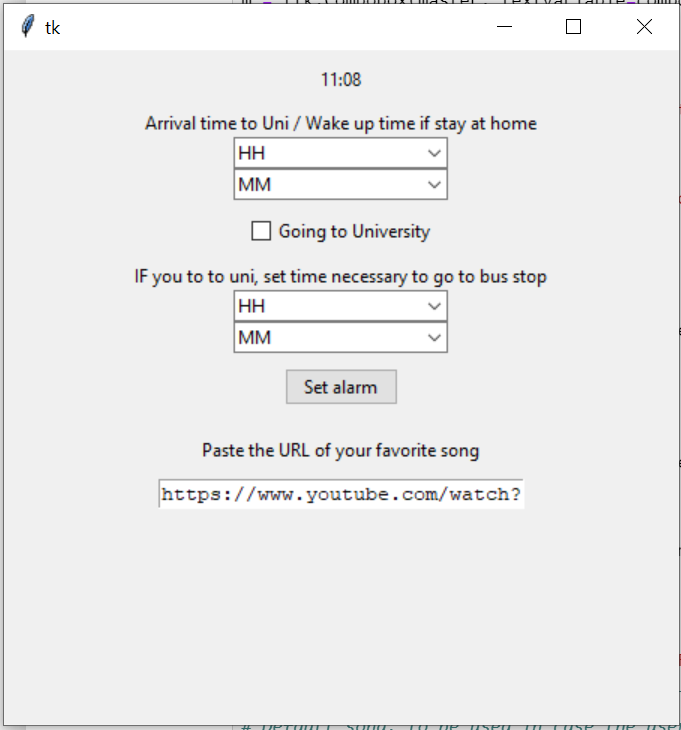 tk
11:08
Arrival time to Uni / Wake up time if stay at home
HH
MM
Going to University
IF you to to uni, set time necessary to go to bus stop
HH
MM
Set alarm
Paste the URL of your favorite song
https://www.youtube.com/watch?